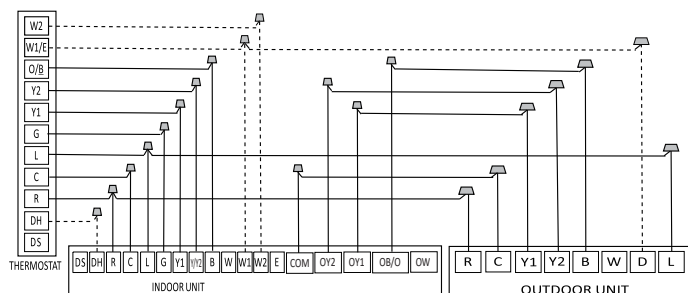 W2
W1/E
O/B
Y2
Y1
G
L
C
R
DH
DS
THERMOSTAT
DS DH R C L G Y1 Y/Y2 B W W1 W2 E COM OY2 OY1 OB/O OW
INDOOR UNIT
R C Y1 Y2 B W D L
OUTDOOR UNIT